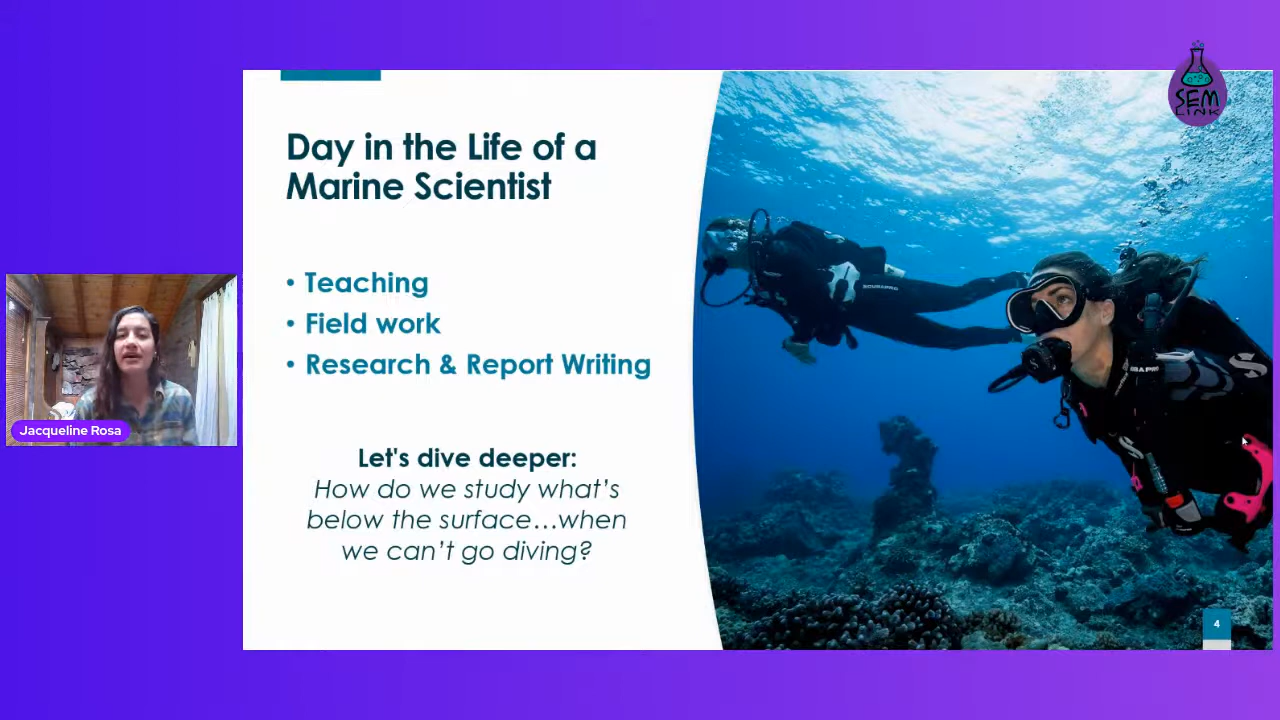 SEM
LINK
Day in the Life of a
Marine Scientist
• Teaching
• Field work
• Research & Report Writing
Let's dive deeper:
How do we study what's
below the surface...when
we can't go diving?
SCUBAPRO
Jacqueline Rosa
4